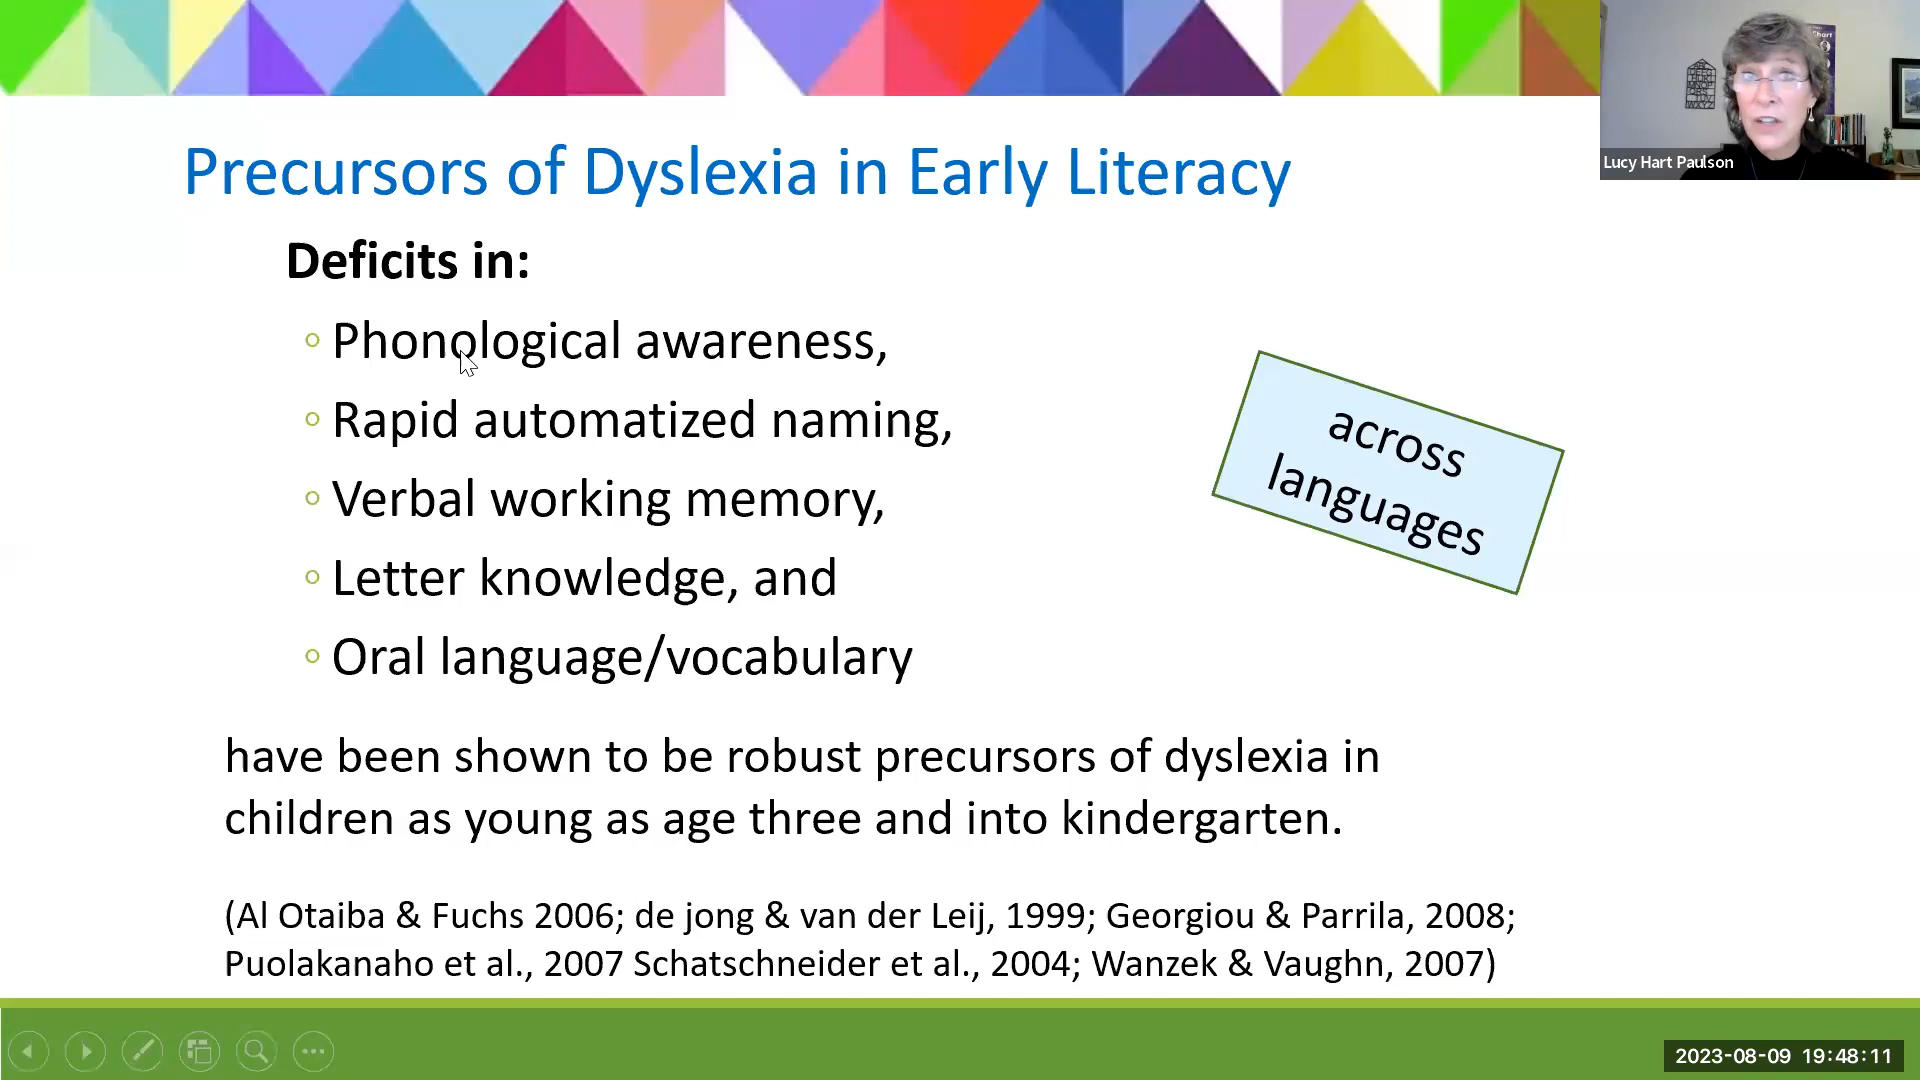 Precursors of Dyslexia in Early Literacy
Lucy Hart Paulson
Deficits in:
Phonological awareness,
Rapid automatized naming,
Verbal working memory,
Letter knowledge, and
Oral language/vocabulary
across
languages
have been shown to be robust precursors of dyslexia in
children as young as age three and into kindergarten.
(Al Otaiba & Fuchs 2006; de jong & van der Leij, 1999; Georgiou & Parrila, 2008;
Puolakanaho et al., 2007 Schatschneider et al., 2004; Wanzek & Vaughn, 2007)
2023-08-09 19:48:11